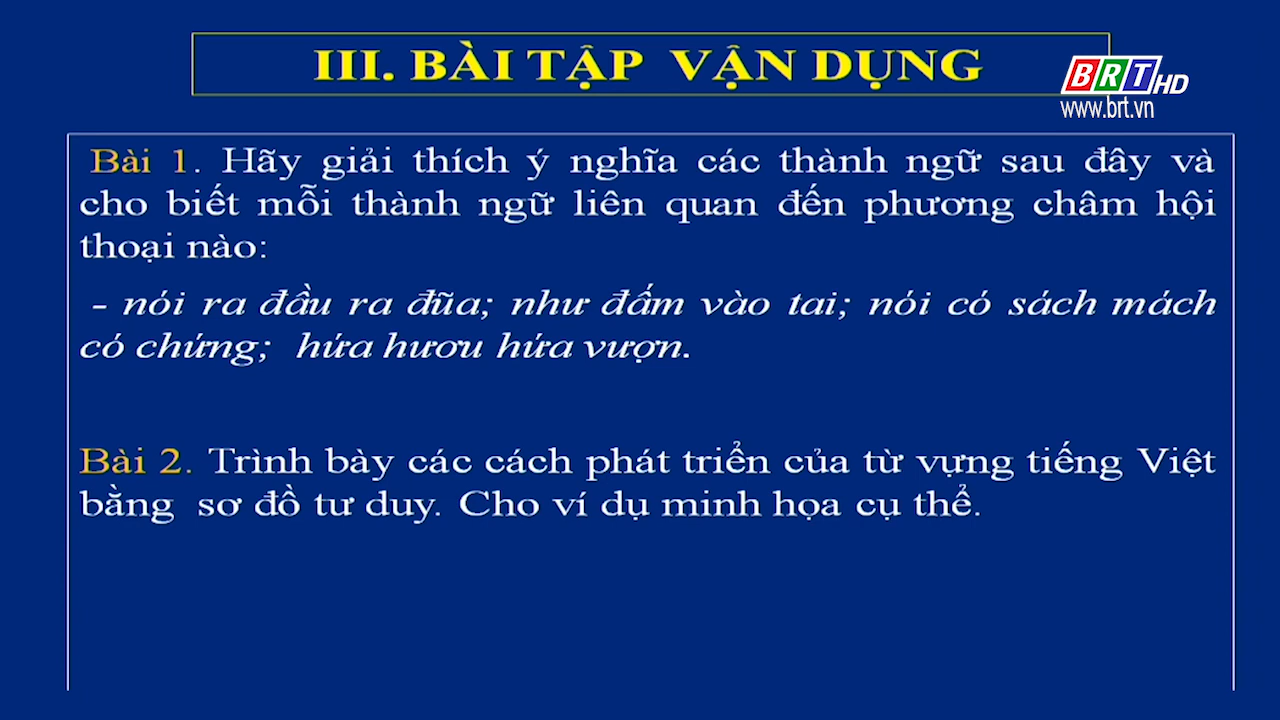 III. BÀI TẬP VẬN DỤNG
BRT HD
www.brt.vn
Bài 1. Hãy giải thích ý nghĩa các thành ngữ sau đây và
cho biết mỗi thành ngữ liên quan đến phương châm hội
thoại nào:
- nói ra đầu ra đũa; như đấm vào tai; nói có sách mách
có chứng; hứa hươu hứa vượn.
Bài 2. Trình bày các cách phát triển của từ vựng tiếng Việt
bằng sơ đồ tư duy. Cho ví dụ minh họa cụ thể.